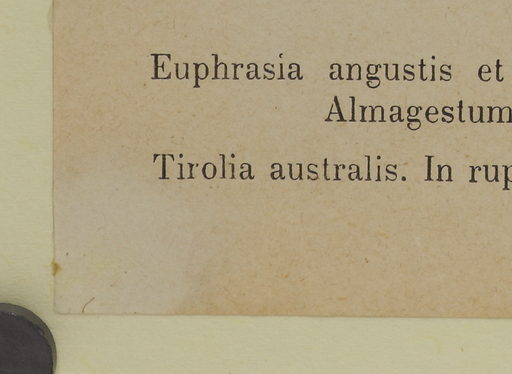 Euphrasia angustis et
Almagestum
Tirolia australis. In rup